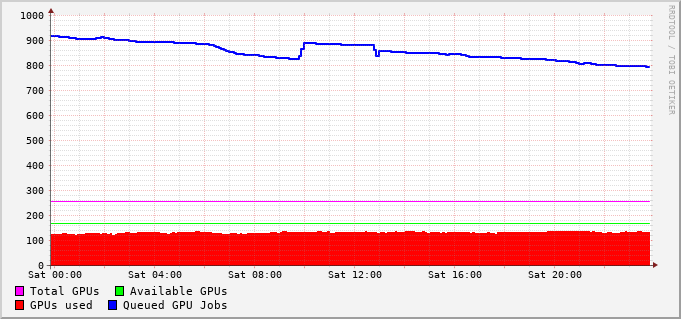 1000
900
800
700
600
500
400
300
200
100
0
Sat 00:00 Sat 04:00 Sat 08:00 Sat 12:00 Sat 16:00 Sat 20:00
Total GPUs Available GPUs
GPUs used Queued GPU Jobs
RRDTOOL / TOBI OETIKER